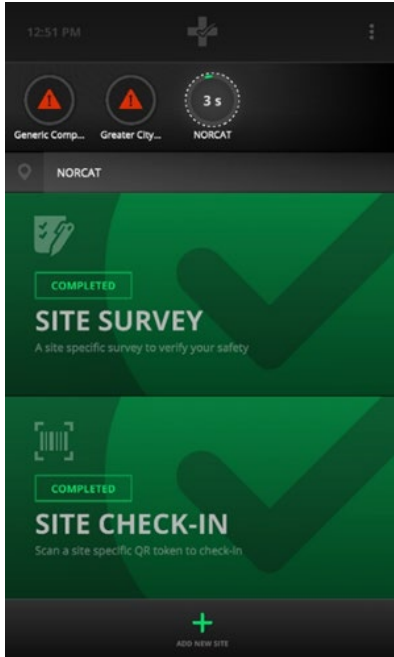 12:51 PM
3 s
Generic Comp... Greater City... NORCAT
NORCAT
COMPLETED
SITE SURVEY
A site specific survey to verify your safety
COMPLETED
SITE CHECK-IN
Scan a site specific QR token to check-In
ADD NEW SITE